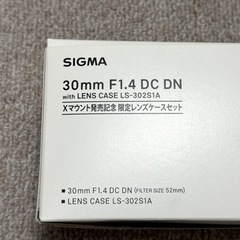 SIGMA
30mm F1.4 DC DN
with LENS CASE LS-302S1A
Xマウント発売記念 限定レンズケースセット
■ 30mm F1.4 DC DN (FILTER SIZE 52mm)
■ LENS CASE LS-302S1A